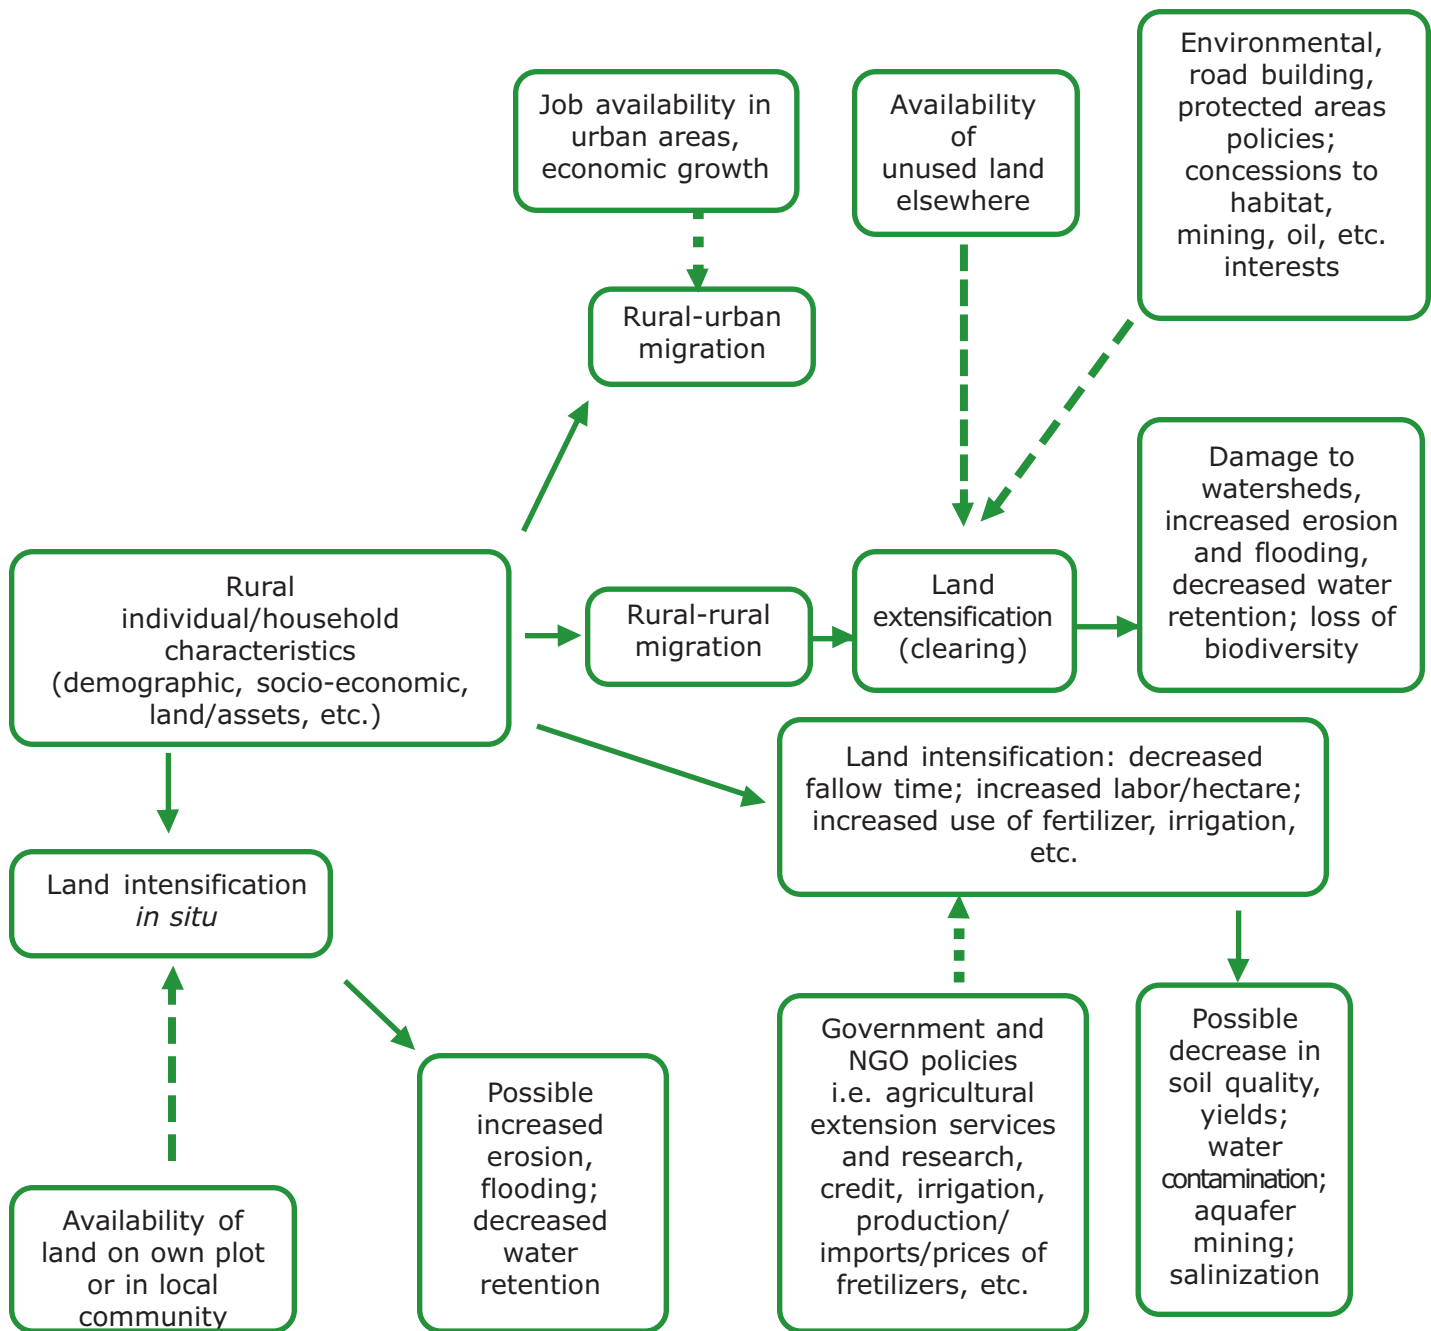 Job availability in
urban areas,
economic growth
Availability
of
unused land
elsewhere
Environmental,
road building,
protected areas
policies;
concessions to
habitat,
mining, oil, etc.
interests
Rural-urban
migration
Rural
individual/household
characteristics
(demographic, socio-economic,
land/assets, etc.)
Rural-rural
migration
Land
extensification
(clearing)
Damage to
watersheds,
increased erosion
and flooding,
decreased water
retention; loss of
biodiversity
Land intensification: decreased
fallow time; increased labor/hectare;
increased use of fertilizer, irrigation,
etc.
Land intensification
in situ
Availability of
land on own plot
or in local
community
Possible
increased
erosion,
flooding;
decreased
water
retention
Government and
NGO policies
i.e. agricultural
extension services
and research,
credit, irrigation,
production/
imports/prices of
fretilizers, etc.
Possible
decrease in
soil quality,
yields;
water
contamination;
aquafer
mining;
salinization